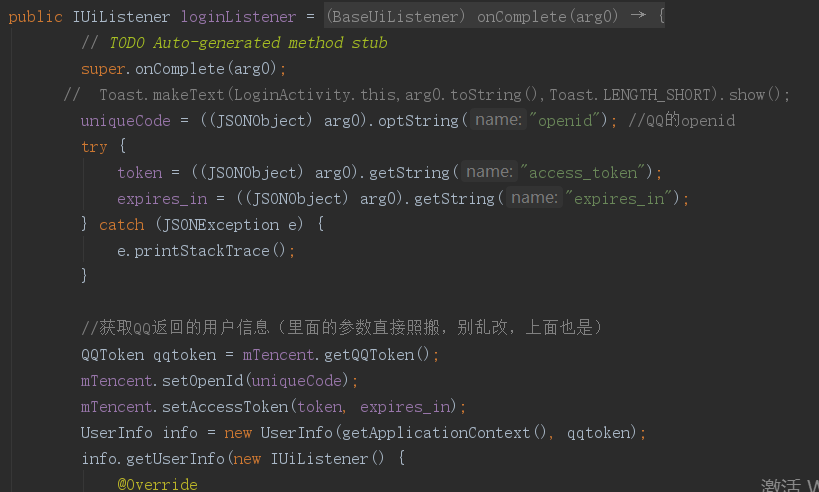 public IUiListener loginListener = (BaseUiListener) onComplete(arg0) → {
// TODO Auto-generated method stub
super.onComplete(arg0);
// Toast.makeText(LoginActivity.this,arg0.toString(),Toast.LENGTH_SHORT).show();
uniqueCode = ((JSONObject) arg0).optString( name: "openid"); //QQ的openid
try {
token = ((JSONObject) arg0).getString( name: "access_token");
expires_in = ((JSONObject) arg0).getString( name: "expires_in");
} catch (JSONException e) {
e.printStackTrace();
}
//获取QQ返回的用户信息（里面的参数直接照搬，别乱改，上面也是）
QQToken qqtoken = mTencent.getQQToken();
mTencent.setOpenId(uniqueCode);
mTencent.setAccessToken(token, expires_in);
UserInfo info = new UserInfo(getApplicationContext(), qqtoken);
info.getUserInfo(new IUiListener() {
@Override
激活 W